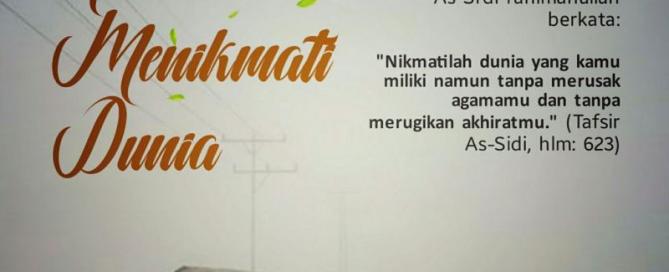 Menikmati
Dunia
berkata:
"Nikmatilah dunia yang kamu
miliki namun tanpa merusak
agamamu dan tanpa
merugikan akhiratmu." (Tafsir
As-Sidi, hlm: 623)